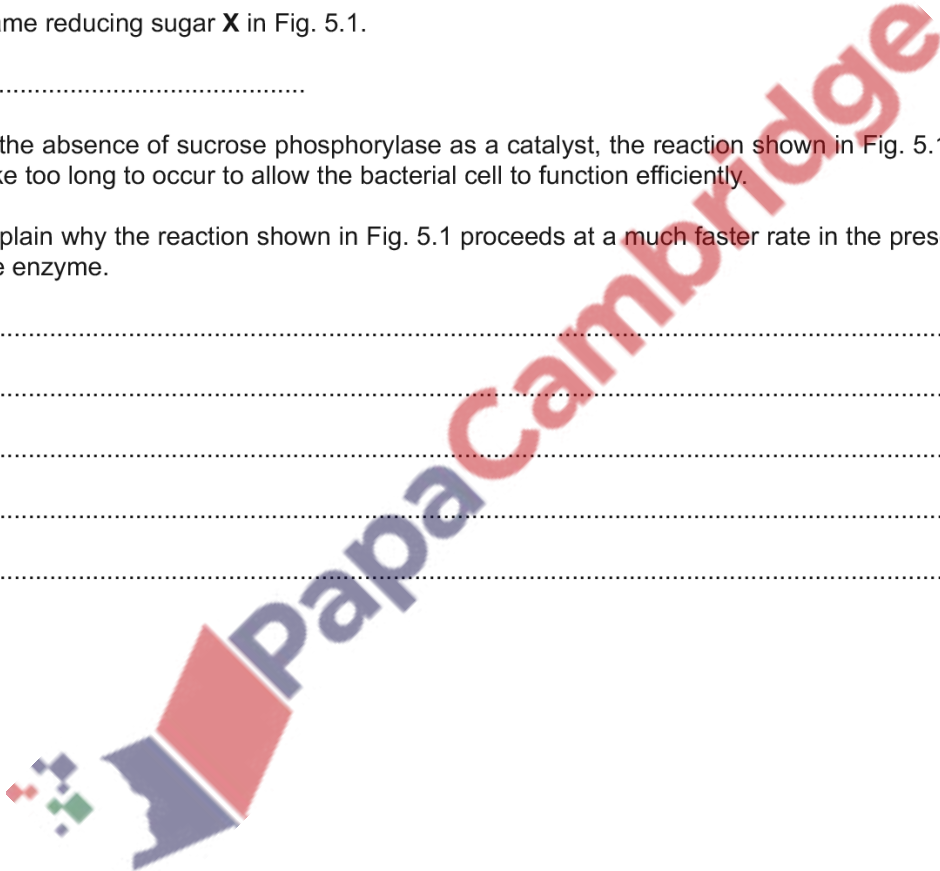 me reducing sugar X in Fig. 5.1.
the absence of sucrose phosphorylase as a catalyst, the reaction shown in Fig. 5.1
e too long to occur to allow the bacterial cell to function efficiently.
plain why the reaction shown in Fig. 5.1 proceeds at a much faster rate in the pres
enzyme.
PapaCambridge